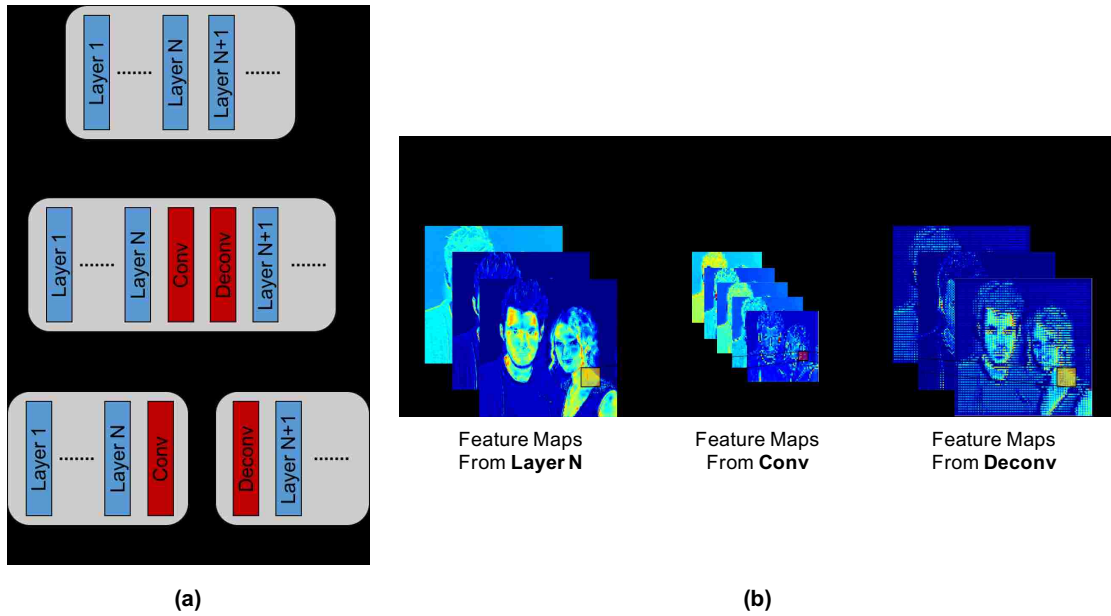 Layer 1
........
Layer N
Layer N+1
........
Layer 1
........
Layer N
Conv
Deconv
Layer N+1
........
Layer 1
........
Layer N
Conv
Deconv
Layer N+1
........
(a)
Feature Maps
From Layer N
Feature Maps
From Conv
Feature Maps
From Deconv
(b)